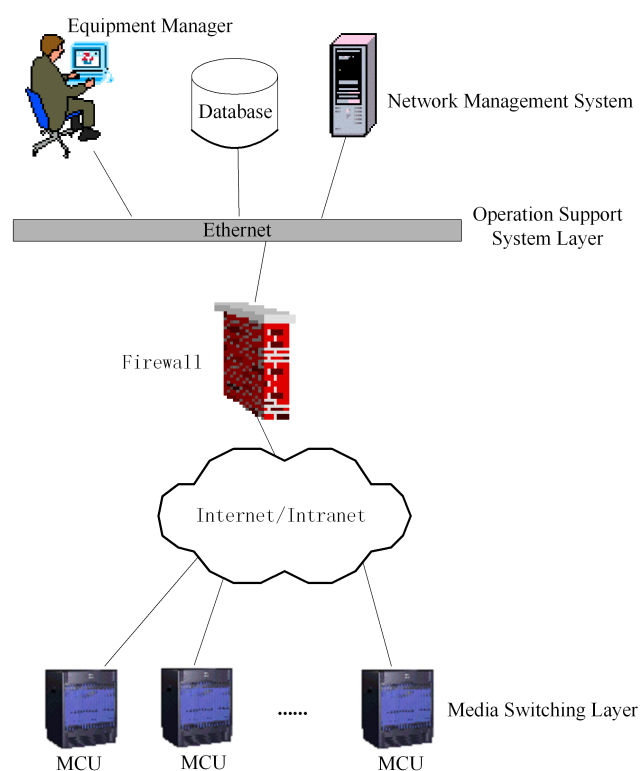 Equipment Manager
Database
Network Management System
Ethernet
Operation Support
System Layer
Firewall
Internet/Intranet
......
Media Switching Layer
MCU
MCU
MCU